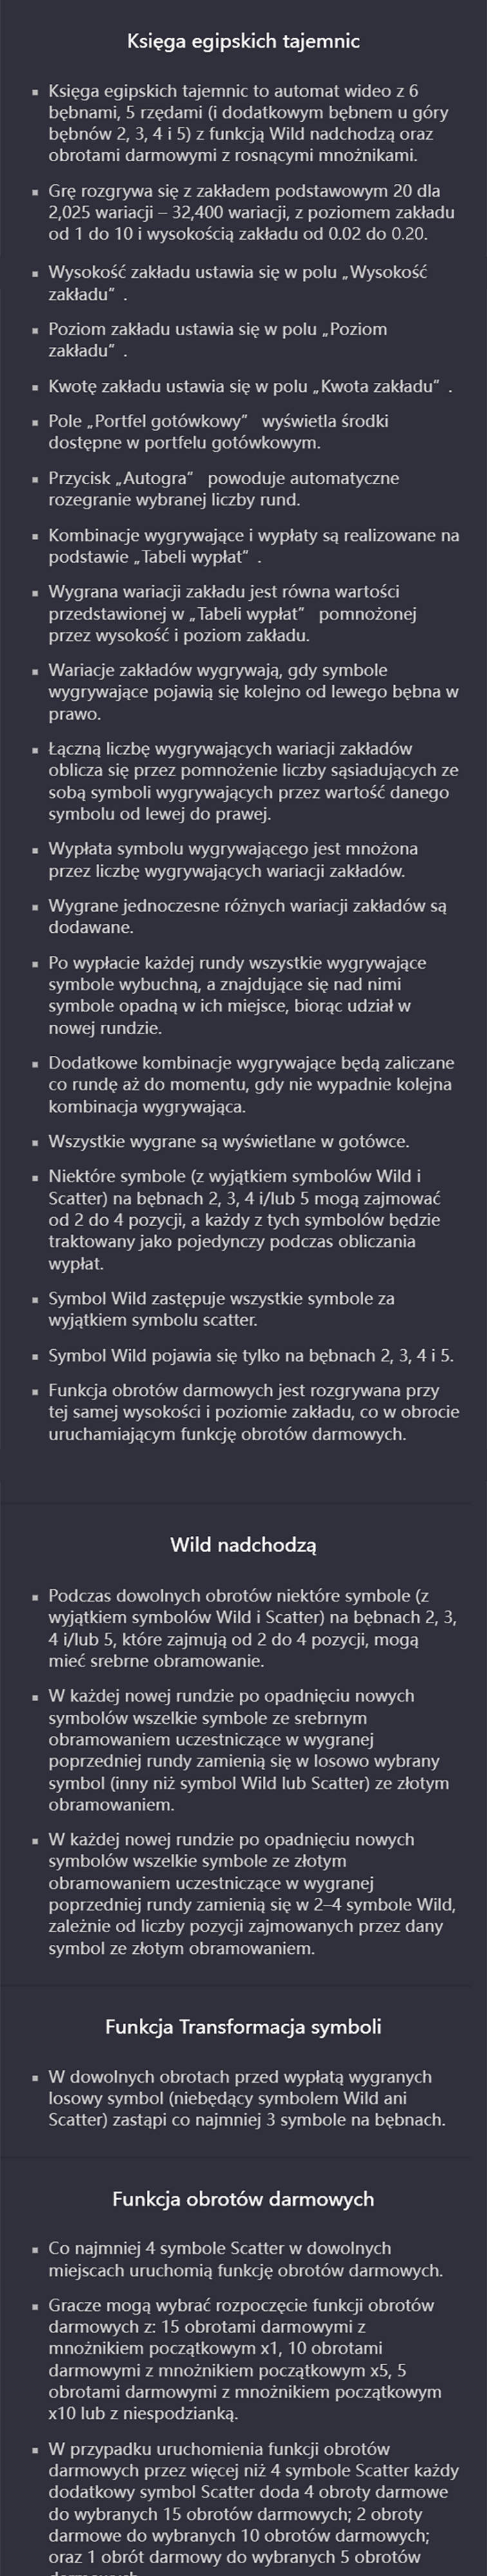 Księga egipskich tajemnic
▪ Księga egipskich tajemnic to automat wideo z 6
bębnami, 5 rzędami (i dodatkowym bębnem u góry
bębnów 2, 3, 4 i 5) z funkcją Wild nadchodzą oraz
obrotami darmowymi z rosnącymi mnożnikami.
▪ Grę rozgrywa się z zakładem podstawowym 20 dla
2,025 wariacji – 32,400 wariacji, z poziomem zakładu
od 1 do 10 i wysokością zakładu od 0.02 do 0.20.
▪ Wysokość zakładu ustawia się w polu „Wysokość
zakładu” .
▪ Poziom zakładu ustawia się w polu „Poziom
zakładu” .
▪ Kwotę zakładu ustawia się w polu „Kwota zakładu” .
▪ Pole „Portfel gotówkowy” wyświetla środki
dostępne w portfelu gotówkowym.
▪ Przycisk „Autogra” powoduje automatyczne
rozegranie wybranej liczby rund.
▪ Kombinacje wygrywające i wypłaty są realizowane na
podstawie „Tabeli wypłat” .
▪ Wygrana wariacji zakładu jest równa wartości
przedstawionej w „Tabeli wypłat” pomnożonej
przez wysokość i poziom zakładu.
▪ Wariacje zakładów wygrywają, gdy symbole
wygrywające pojawią się kolejno od lewego bębna w
prawo.
▪ Łączną liczbę wygrywających wariacji zakładów
oblicza się przez pomnożenie liczby sąsiadujących ze
sobą symboli wygrywających przez wartość danego
symbolu od lewej do prawej.
▪ Wypłata symbolu wygrywającego jest mnożona
przez liczbę wygrywających wariacji zakładów.
▪ Wygrane jednoczesne różnych wariacji zakładów są
dodawane.
▪ Po wypłacie każdej rundy wszystkie wygrywające
symbole wybuchną, a znajdujące się nad nimi
symbole opadną w ich miejsce, biorąc udział w
nowej rundzie.
▪ Dodatkowe kombinacje wygrywające będą zaliczane
co rundę aż do momentu, gdy nie wypadnie kolejna
kombinacja wygrywająca.
▪ Wszystkie wygrane są wyświetlane w gotówce.
▪ Niektóre symbole (z wyjątkiem symbolów Wild i
Scatter) na bębnach 2, 3, 4 i/lub 5 mogą zajmować
od 2 do 4 pozycji, a każdy z tych symbolów będzie
traktowany jako pojedynczy podczas obliczania
wypłat.
▪ Symbol Wild zastępuje wszystkie symbole za
wyjątkiem symbolu scatter.
▪ Symbol Wild pojawia się tylko na bębnach 2, 3, 4 i 5.
▪ Funkcja obrotów darmowych jest rozgrywana przy
tej samej wysokości i poziomie zakładu, co w obrocie
uruchamiającym funkcję obrotów darmowych.
Wild nadchodzą
▪ Podczas dowolnych obrotów niektóre symbole (z
wyjątkiem symbolów Wild i Scatter) na bębnach 2, 3,
4 i/lub 5, które zajmują od 2 do 4 pozycji, mogą
mieć srebrne obramowanie.
▪ W każdej nowej rundzie po opadnięciu nowych
symbolów wszelkie symbole ze srebrnym
obramowaniem uczestniczące w wygranej
poprzedniej rundy zamienią się w losowo wybrany
symbol (inny niż symbol Wild lub Scatter) ze złotym
obramowaniem.
▪ W każdej nowej rundzie po opadnięciu nowych
symbolów wszelkie symbole ze złotym
obramowaniem uczestniczące w wygranej
poprzedniej rundy zamienią się w 2–4 symbole Wild,
zależnie od liczby pozycji zajmowanych przez dany
symbol ze złotym obramowaniem.
Funkcja Transformacja symboli
▪ W dowolnych obrotach przed wypłatą wygranych
losowy symbol (niebędący symbolem Wild ani
Scatter) zastąpi co najmniej 3 symbole na bębnach.
Funkcja obrotów darmowych
▪ Co najmniej 4 symbole Scatter w dowolnych
miejscach uruchomią funkcję obrotów darmowych.
▪ Gracze mogą wybrać rozpoczęcie funkcji obrotów
darmowych z: 15 obrotami darmowymi z
mnożnikiem początkowym x1, 10 obrotami
darmowymi z mnożnikiem początkowym x5, 5
obrotami darmowymi z mnożnikiem początkowym
x10 lub z niespodzianką.
▪ W przypadku uruchomienia funkcji obrotów
darmowych przez więcej niż 4 symbole Scatter każdy
dodatkowy symbol Scatter doda 4 obroty darmowe
do wybranych 15 obrotów darmowych; 2 obroty
darmowe do wybranych 10 obrotów darmowych;
oraz 1 obrót darmowy do wybranych 5 obrotów